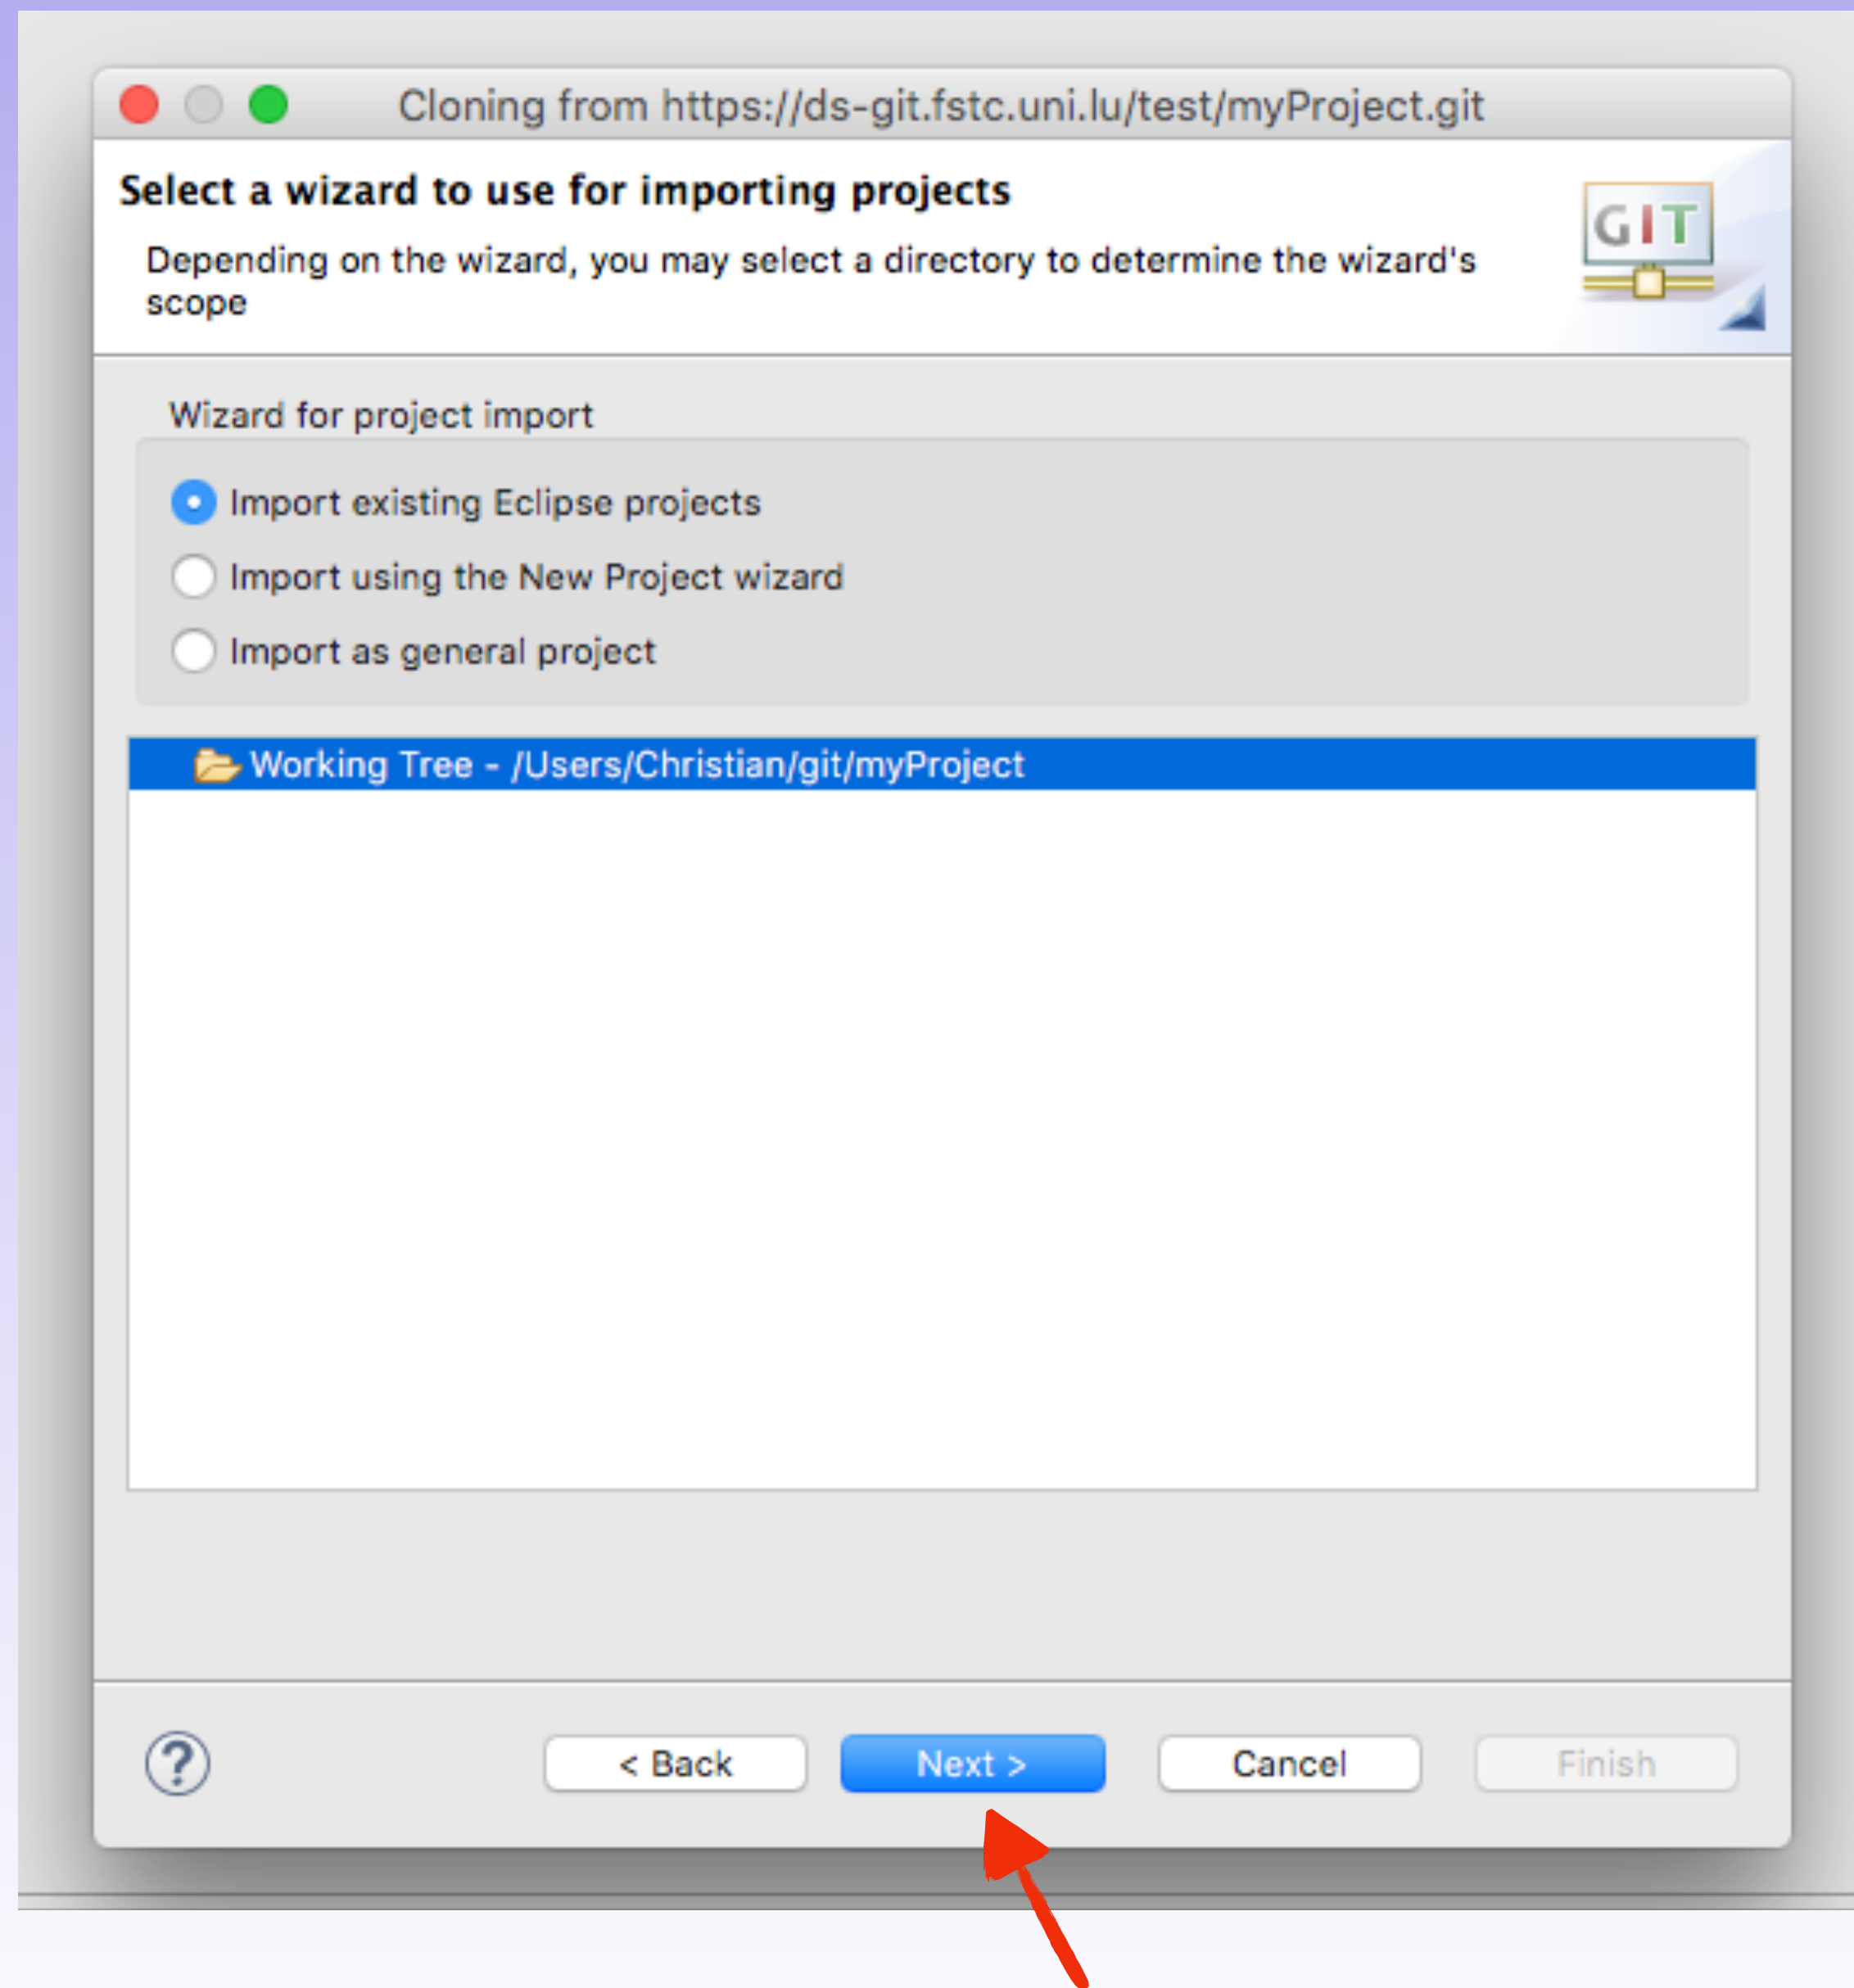 Cloning from https://ds-git.fstc.uni.lu/test/myProject.git
Select a wizard to use for importing projects
Depending on the wizard, you may select a directory to determine the wizard's
scope
GIT
Wizard for project import
Import existing Eclipse projects
Import using the New Project wizard
Import as general project
Working Tree - /Users/Christian/git/myProject
?
< Back
Next >
Cancel
Finish